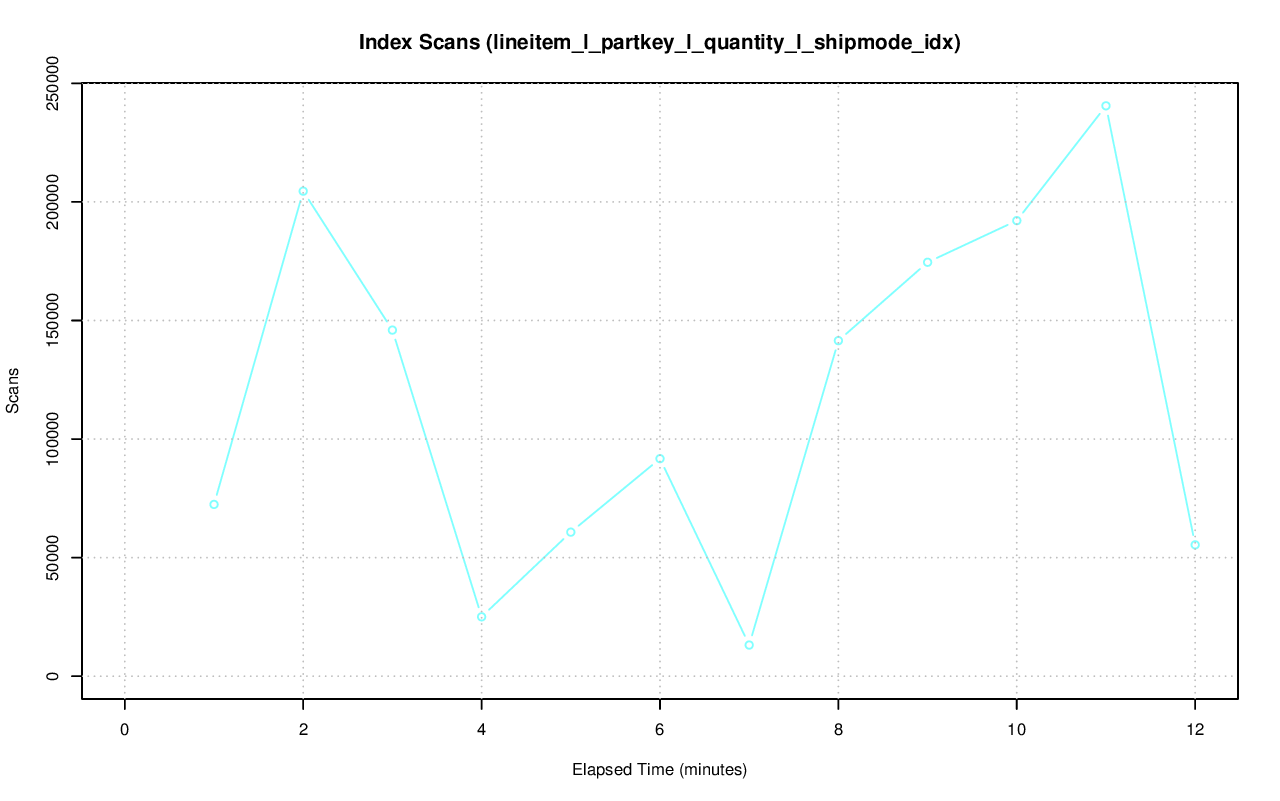 Index Scans (lineitem_l_partkey_l_quantity_l_shipmode_idx)
250000
200000
150000
100000
50000
0
Scans
0 2 4 6 8 10 12
Elapsed Time (minutes)